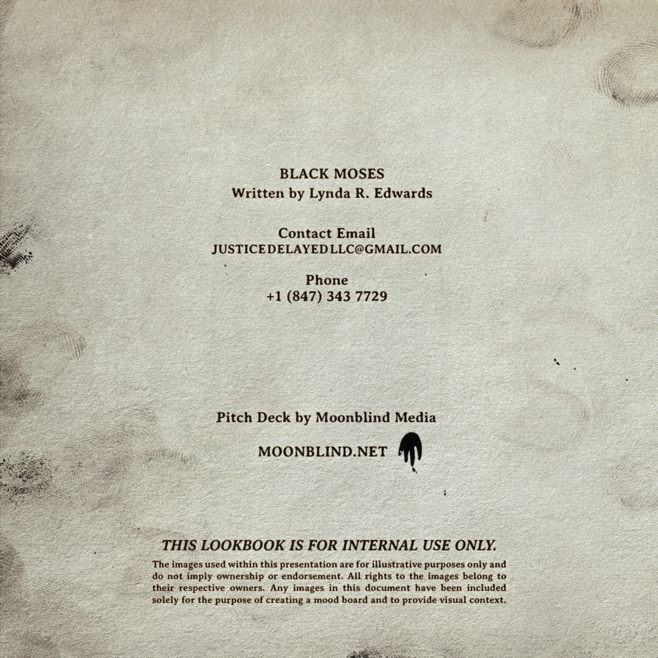 BLACK MOSES
Written by Lynda R. Edwards
Contact Email
JUSTICEDELAYEDLLC@GMAIL.COM
Phone
+1 (847) 343 7729
Pitch Deck by Moonblind Media
MOONBLIND.NET
THIS LOOKBOOK IS FOR INTERNAL USE ONLY.
The images used within this presentation are for illustrative purposes only and
do not imply ownership or endorsement. All rights to the images belong to
their respective owners. Any images in this document have been included
solely for the purpose of creating a mood board and to provide visual context.